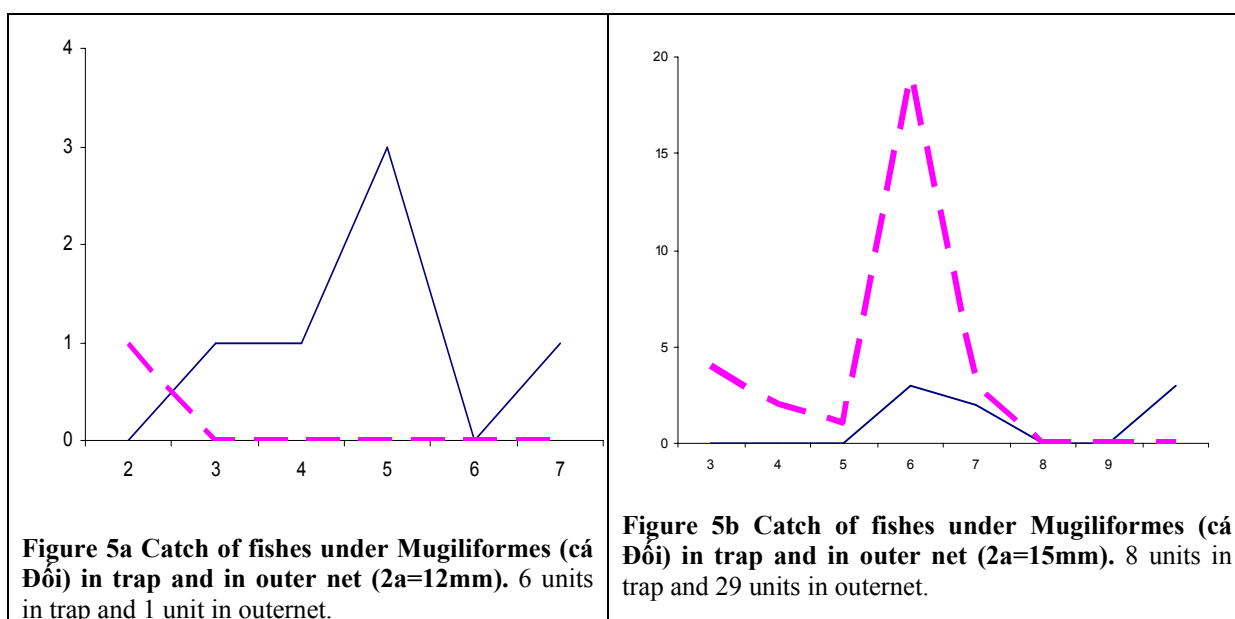 4
3
2
1
0
2 3 4 5 6 7
Figure 5a Catch of fishes under Mugiliformes (cá
Đối) in trap and in outer net (2a=12mm). 6 units
in trap and 1 unit in outernet.
20
15
10
5
0
3 4 5 6 7 8 9
Figure 5b Catch of fishes under Mugiliformes (cá
Đối) in trap and in outer net (2a=15mm). 8 units in
trap and 29 units in outernet.